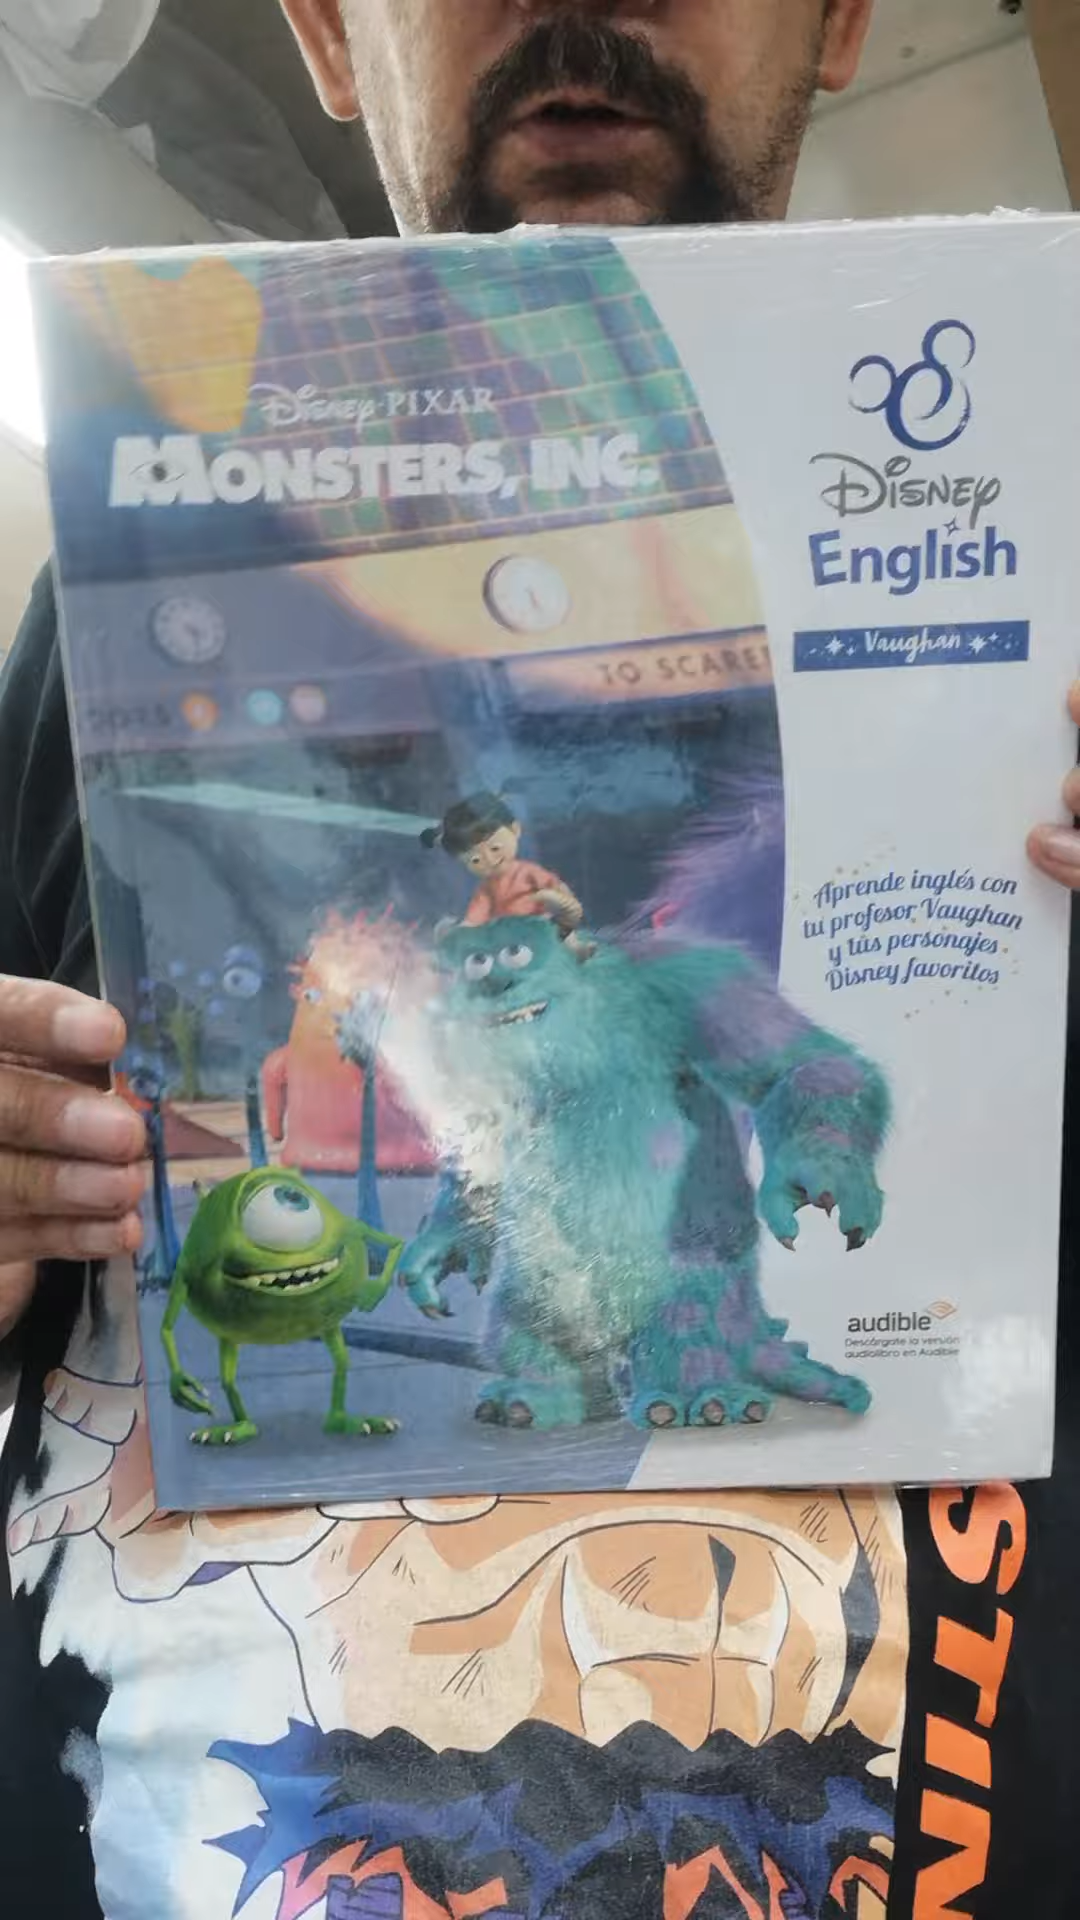 Disney·PIXAR
MONSTERS, INC.
TO SCARE
Disney
English
Vaughan
Aprende inglés con
tu profesor Vaughan
y tus personajes
Disney favoritos
audible
Descárgate la versión
audiolibro en Audible
STIN